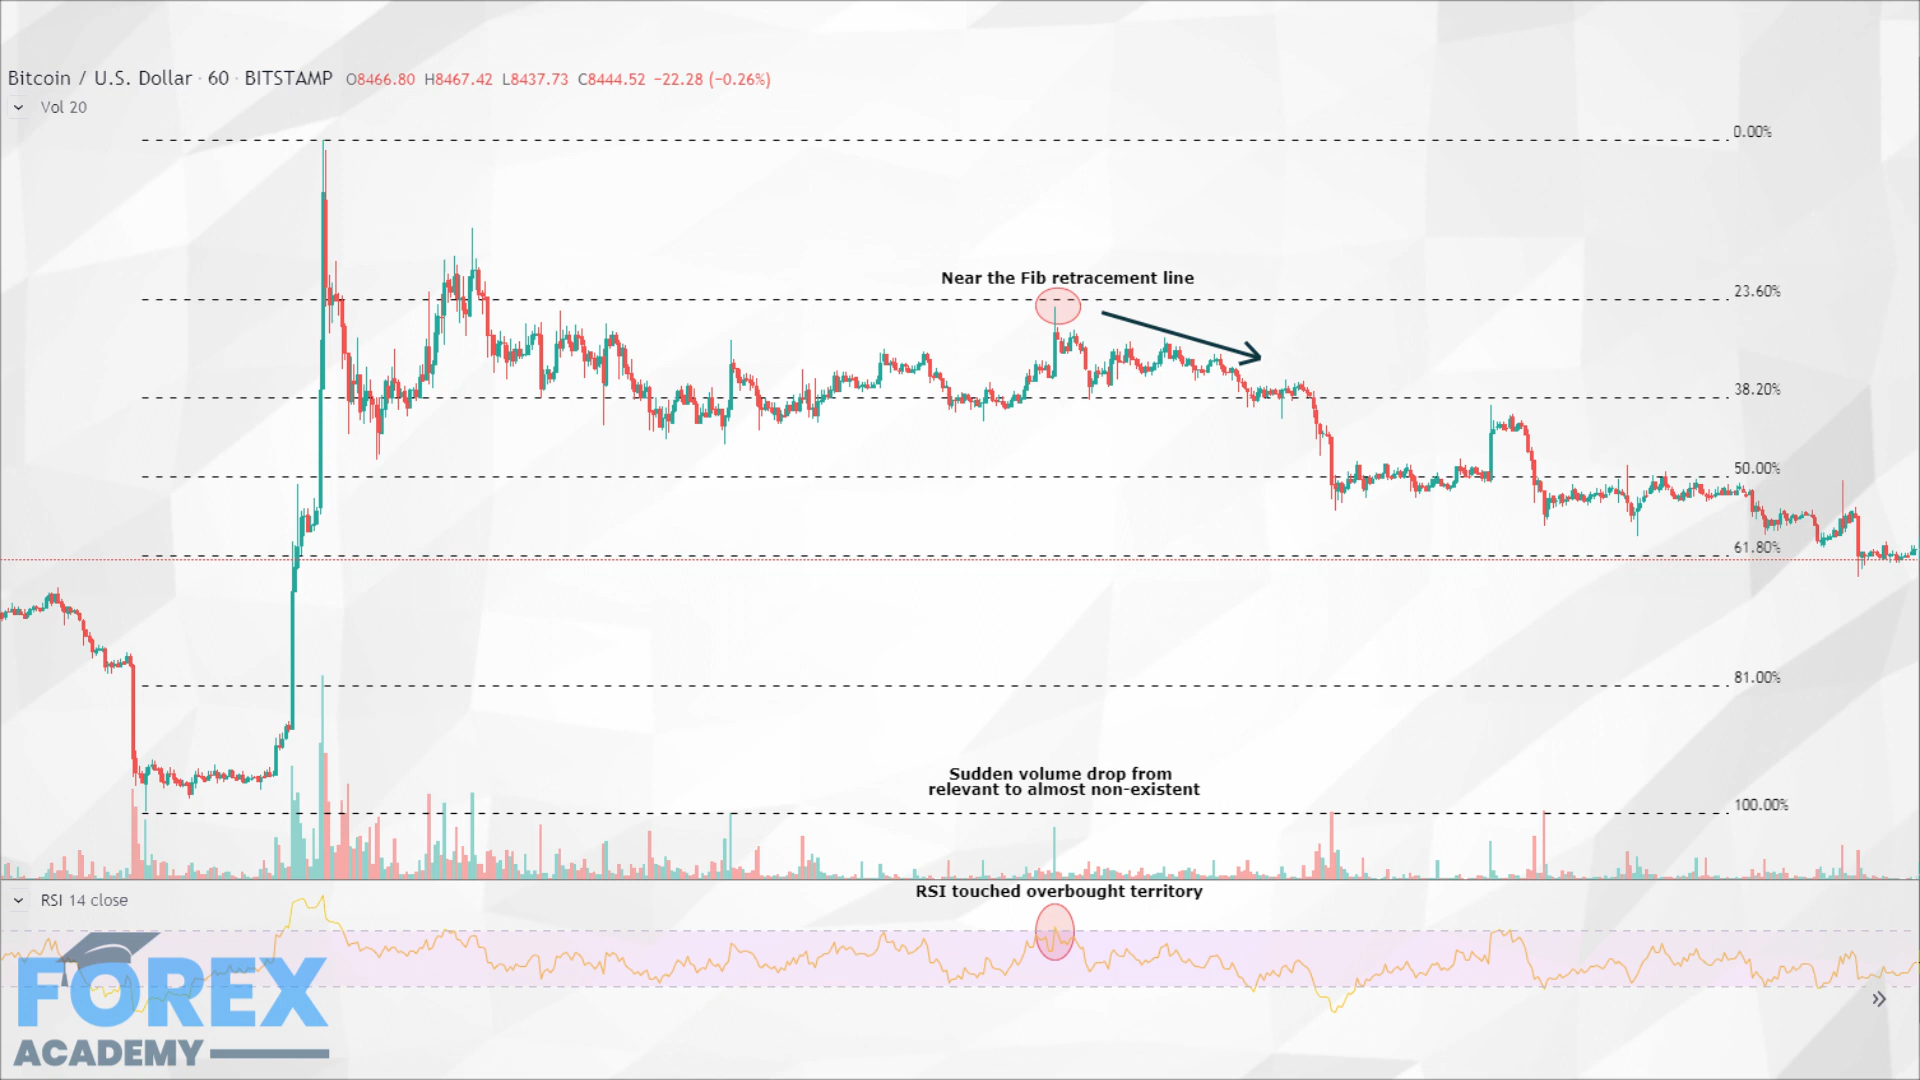 Bitcoin / U.S. Dollar · 60 · BITSTAMP O8466.80 H8467.42 L8437.73 C8444.52 −22.28 (−0.26%)
Vol 20
0.00%
Near the Fib retracement line
23.60%
38.20%
50.00%
61.80%
81.00%
Sudden volume drop from
relevant to almost non-existent
100.00%
RSI touched overbought territory
RSI 14 close
FOREX
ACADEMY